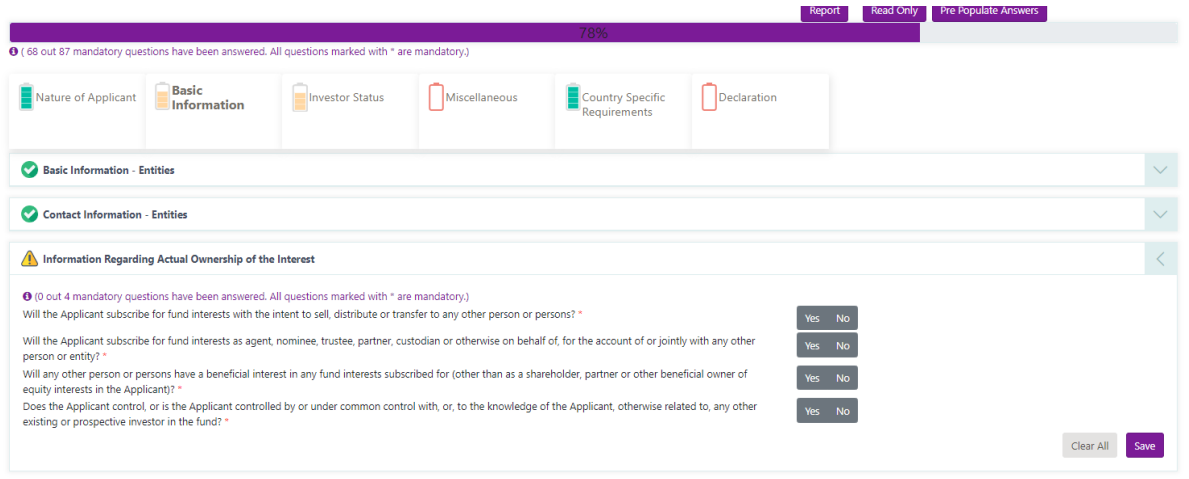 Report Read Only Pre Populate Answers
78%
( 68 out 87 mandatory questions have been answered. All questions marked with * are mandatory.)
Nature of Applicant
Basic
Information
Investor Status
Miscellaneous
Country Specific
Requirements
Declaration
Basic Information - Entities
Contact Information - Entities
Information Regarding Actual Ownership of the Interest
(0 out 4 mandatory questions have been answered. All questions marked with * are mandatory.)
Will the Applicant subscribe for fund interests with the intent to sell, distribute or transfer to any other person or persons? *
Yes No
Will the Applicant subscribe for fund interests as agent, nominee, trustee, partner, custodian or otherwise on behalf of, for the account of or jointly with any other
person or entity? *
Yes No
Will any other person or persons have a beneficial interest in any fund interests subscribed for (other than as a shareholder, partner or other beneficial owner of
equity interests in the Applicant)? *
Yes No
Does the Applicant control, or is the Applicant controlled by or under common control with, or, to the knowledge of the Applicant, otherwise related to, any other
existing or prospective investor in the fund? *
Yes No
Clear All Save